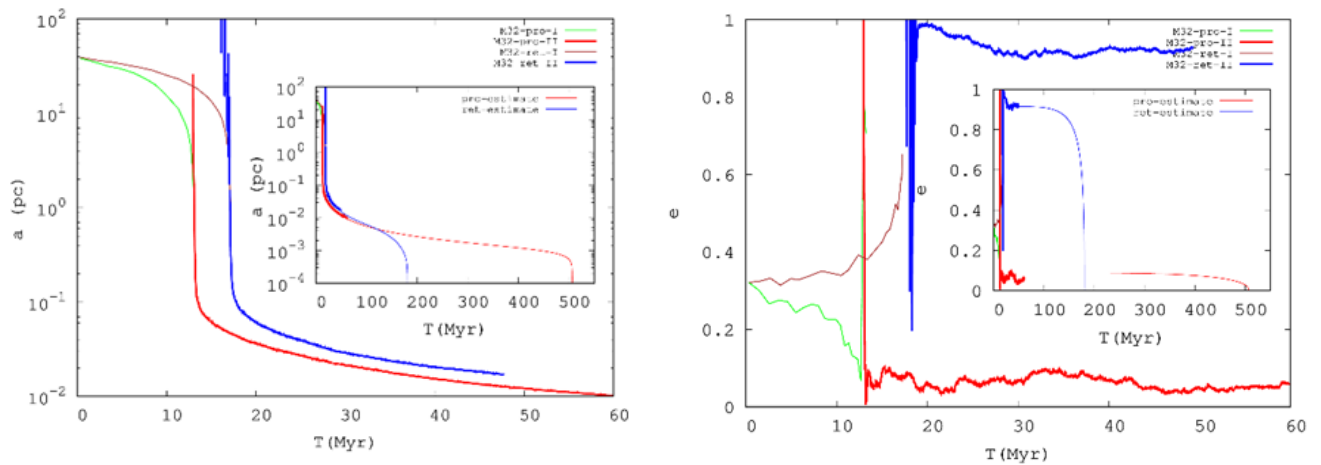 10^2
10^1
10^0
10^-1
10^-2
a (pc)
0 10 20 30 40 50 60
T(Myr)
M32-pro-I
M32-pro-II
M32-ret-I
M32-ret-II
10^2
10^1
10^0
10^-1
10^-2
10^-3
10^-4
a (pc)
0 100 200 300 400 500
T(Myr)
pro-estimate
ret-estimate
1
0.8
0.6
0.4
0.2
0
e
0 10 20 30 40 50 60
T(Myr)
M32-pro-I
M32-pro-II
M32-ret-I
M32-ret-II
1
0.8
0.6
0.4
0.2
0
e
0 100 200 300 400 500
T(Myr)
pro-estimate
ret-estimate